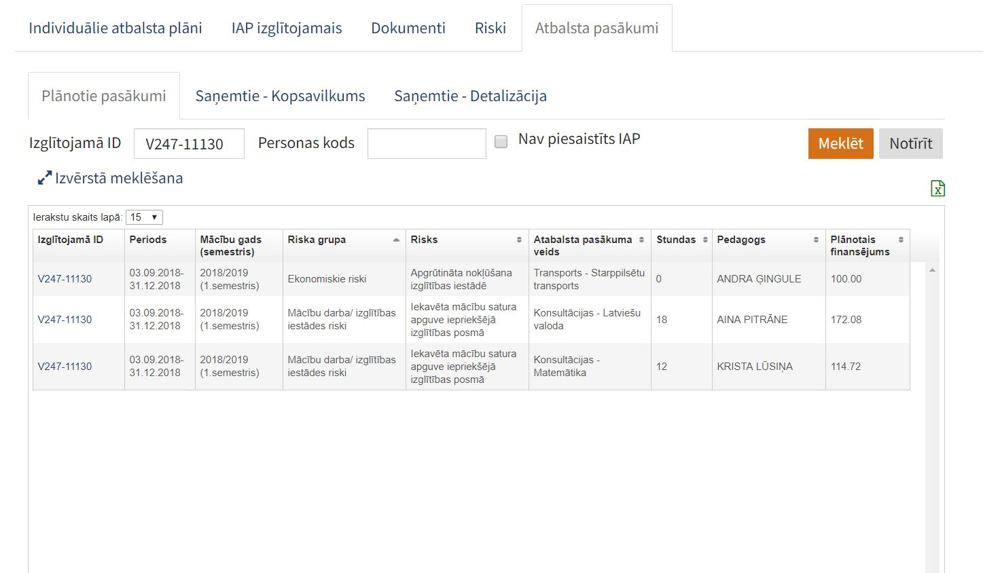 Individuālie atbalsta plāni IAP izglītojamais Dokumenti Riski Atbalsta pasākumi
Plānotie pasākumi Saņemtie - Kopsavilkums Saņemtie - Detalizācija
Izglītojamā ID V247-11130 Personas kods Nav piesaistīts IAP Meklēt Notīrīt
Izvērstā meklēšana
Ierakstu skaits lapā: 15
Izglītojamā ID Periods Mācību gads (semestris) Riska grupa Risks Atabalsta pasākuma veids Stundas Pedagogs Plānotais finansējums
V247-11130 03.09.2018-31.12.2018 2018/2019 (1.semestris) Ekonomiskie riski Apgrūtināta nokļūšana izglītības iestādē Transports - Starppilsētu transports 0 ANDRA ĢINGULE 100.00
V247-11130 03.09.2018-31.12.2018 2018/2019 (1.semestris) Mācību darba/ izglītības iestādes riski Iekavēta mācību satura apguve iepriekšējā izglītības posmā Konsultācijas - Latviešu valoda 18 AINA PITRĀNE 172.08
V247-11130 03.09.2018-31.12.2018 2018/2019 (1.semestris) Mācību darba/ izglītības iestādes riski Iekavēta mācību satura apguve iepriekšējā izglītības posmā Konsultācijas - Matemātika 12 KRISTA LŪSIŅA 114.72